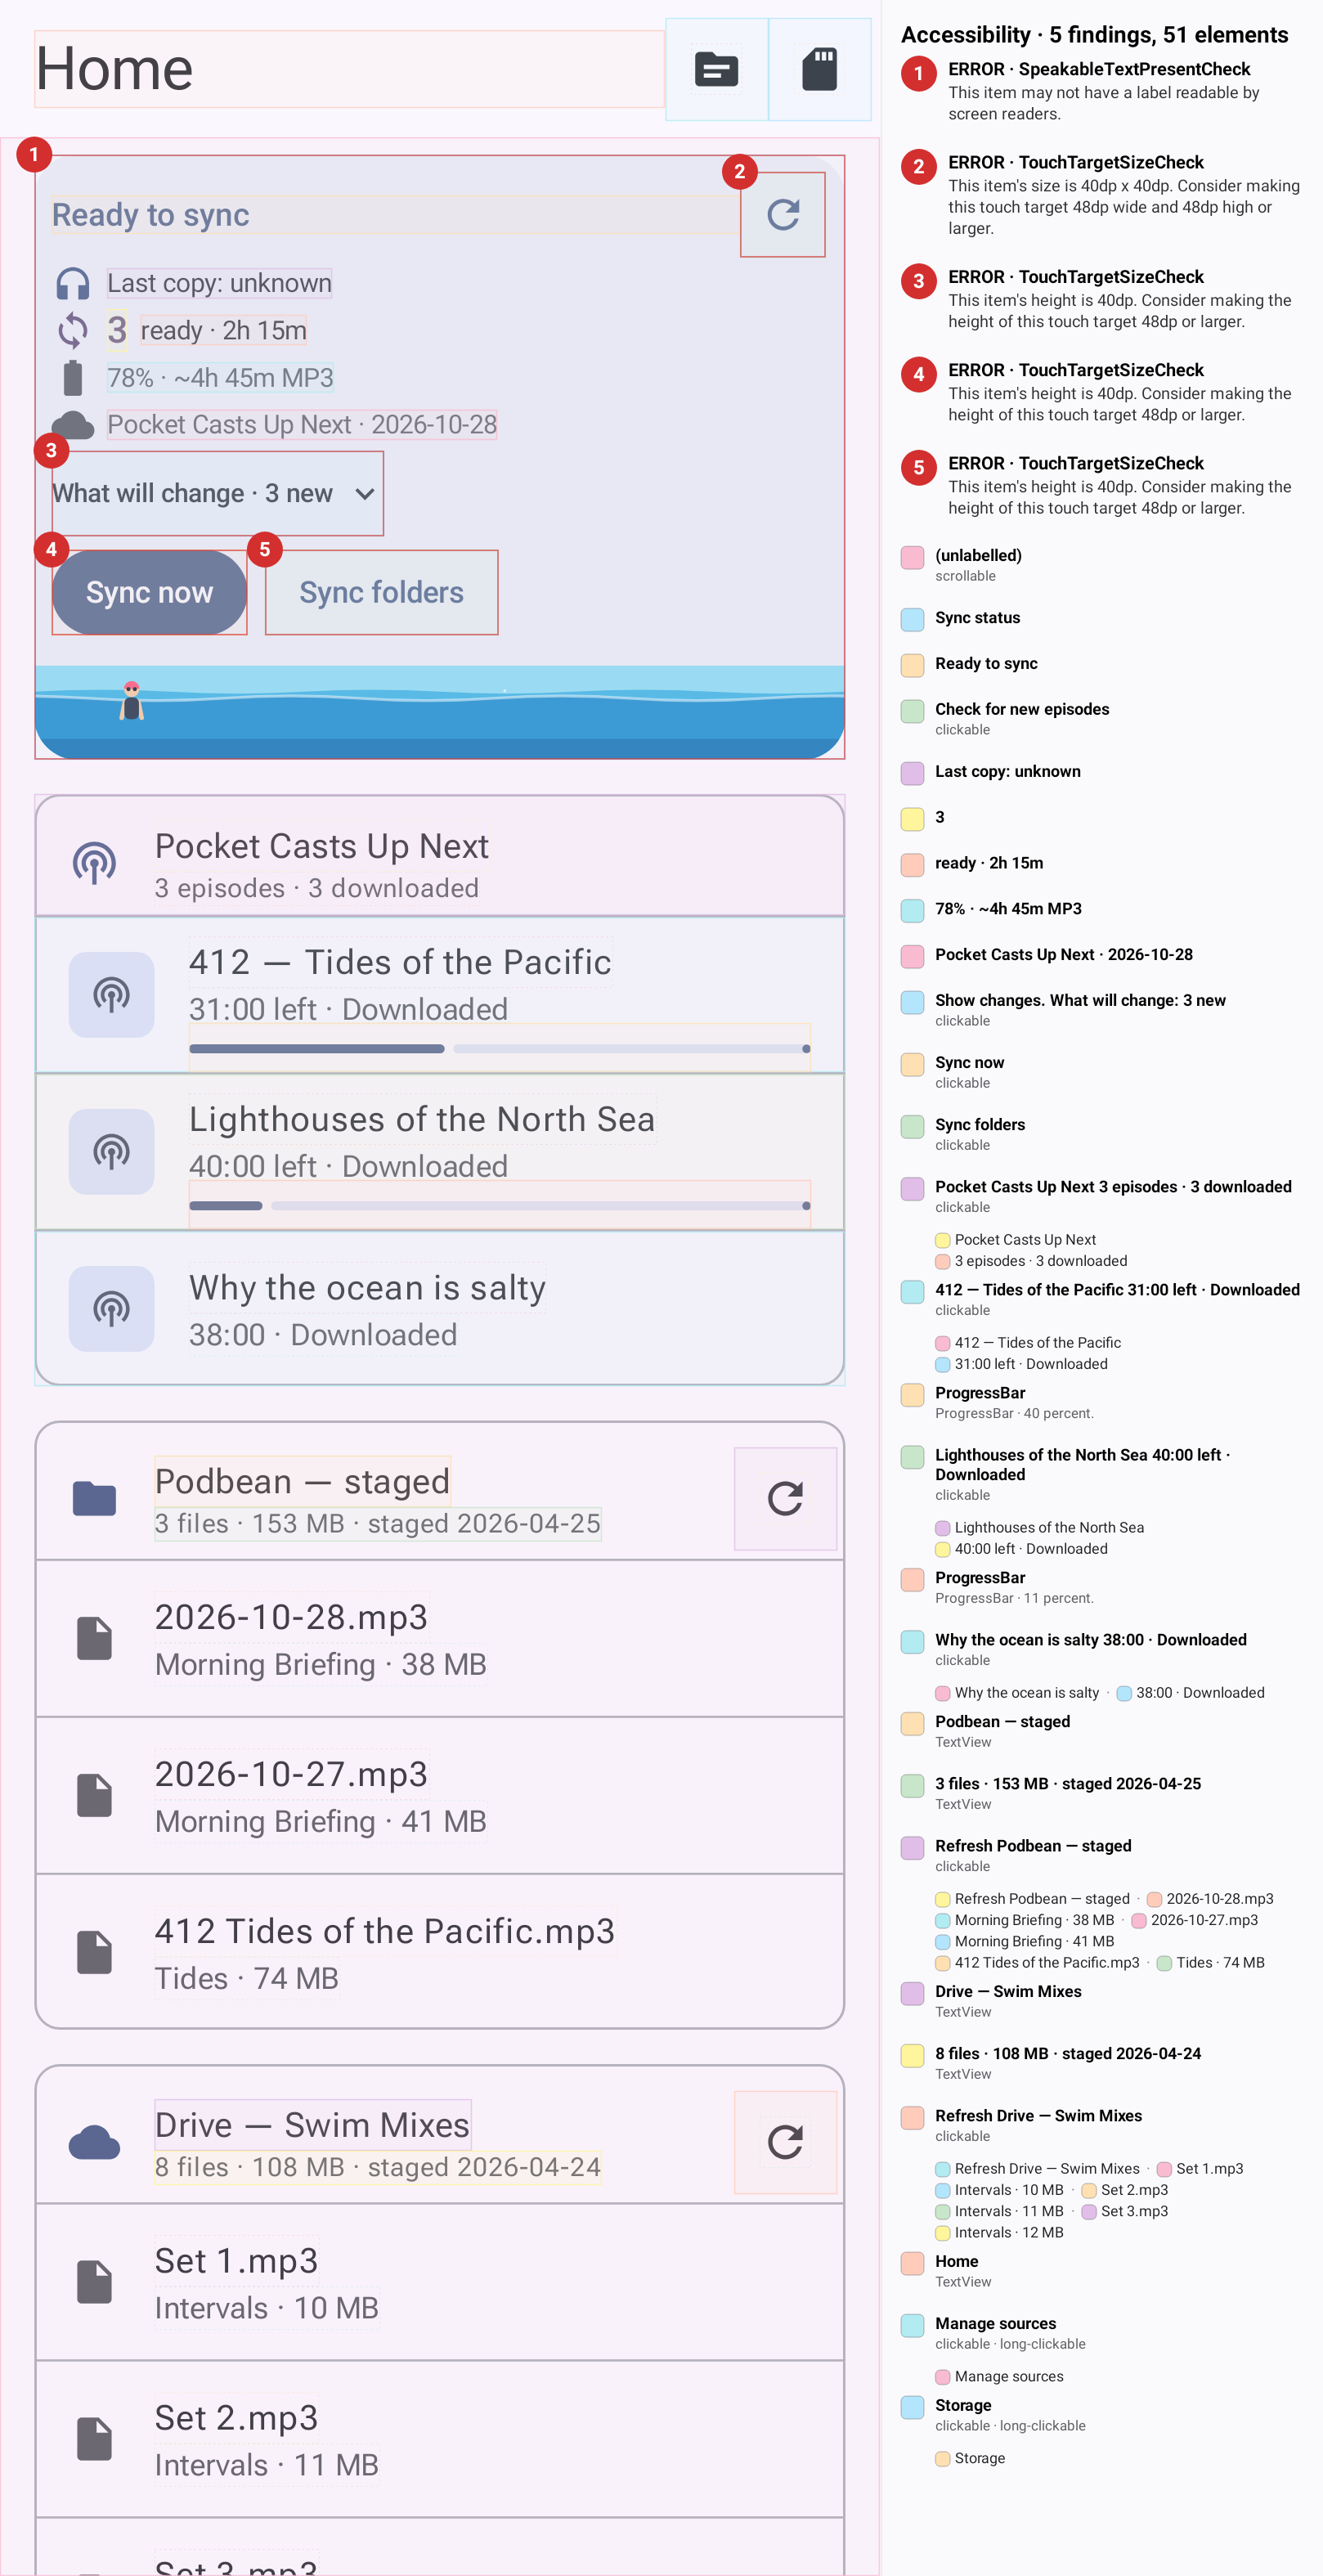 Home
1
2
Ready to sync
Last copy: unknown
3 ready · 2h 15m
78% · ~4h 45m MP3
Pocket Casts Up Next · 2026-10-28
3
What will change · 3 new
4
5
Sync now
Sync folders
Pocket Casts Up Next
3 episodes · 3 downloaded
412 — Tides of the Pacific
31:00 left · Downloaded
Lighthouses of the North Sea
40:00 left · Downloaded
Why the ocean is salty
38:00 · Downloaded
Podbean — staged
3 files · 153 MB · staged 2026-04-25
2026-10-28.mp3
Morning Briefing · 38 MB
2026-10-27.mp3
Morning Briefing · 41 MB
412 Tides of the Pacific.mp3
Tides · 74 MB
Drive — Swim Mixes
8 files · 108 MB · staged 2026-04-24
Set 1.mp3
Intervals · 10 MB
Set 2.mp3
Intervals · 11 MB
Set 3.mp3
Accessibility · 5 findings, 51 elements
1
ERROR · SpeakableTextPresentCheck
This item may not have a label readable by
screen readers.
2
ERROR · TouchTargetSizeCheck
This item's size is 40dp x 40dp. Consider making
this touch target 48dp wide and 48dp high or
larger.
3
ERROR · TouchTargetSizeCheck
This item's height is 40dp. Consider making the
height of this touch target 48dp or larger.
4
ERROR · TouchTargetSizeCheck
This item's height is 40dp. Consider making the
height of this touch target 48dp or larger.
5
ERROR · TouchTargetSizeCheck
This item's height is 40dp. Consider making the
height of this touch target 48dp or larger.
(unlabelled)
scrollable
Sync status
Ready to sync
Check for new episodes
clickable
Last copy: unknown
3
ready · 2h 15m
78% · ~4h 45m MP3
Pocket Casts Up Next · 2026-10-28
Show changes. What will change: 3 new
clickable
Sync now
clickable
Sync folders
clickable
Pocket Casts Up Next 3 episodes · 3 downloaded
clickable
Pocket Casts Up Next
3 episodes · 3 downloaded
412 — Tides of the Pacific 31:00 left · Downloaded
clickable
412 — Tides of the Pacific
31:00 left · Downloaded
ProgressBar
ProgressBar · 40 percent.
Lighthouses of the North Sea 40:00 left ·
Downloaded
clickable
Lighthouses of the North Sea
40:00 left · Downloaded
ProgressBar
ProgressBar · 11 percent.
Why the ocean is salty 38:00 · Downloaded
clickable
Why the ocean is salty · 38:00 · Downloaded
Podbean — staged
TextView
3 files · 153 MB · staged 2026-04-25
TextView
Refresh Podbean — staged
clickable
Refresh Podbean — staged · 2026-10-28.mp3
Morning Briefing · 38 MB · 2026-10-27.mp3
Morning Briefing · 41 MB
412 Tides of the Pacific.mp3 · Tides · 74 MB
Drive — Swim Mixes
TextView
8 files · 108 MB · staged 2026-04-24
TextView
Refresh Drive — Swim Mixes
clickable
Refresh Drive — Swim Mixes · Set 1.mp3
Intervals · 10 MB · Set 2.mp3
Intervals · 11 MB · Set 3.mp3
Intervals · 12 MB
Home
TextView
Manage sources
clickable · long-clickable
Manage sources
Storage
clickable · long-clickable
Storage